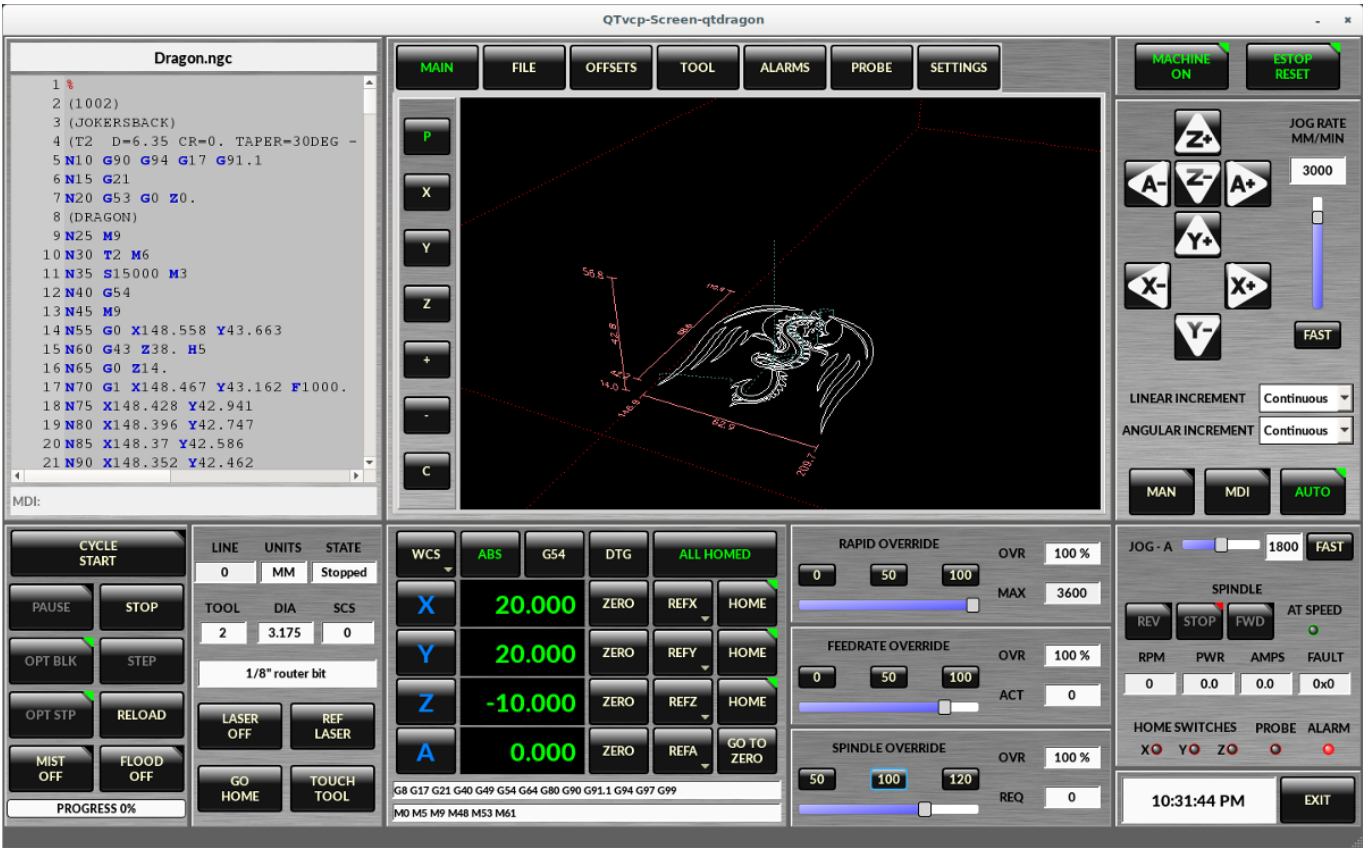 QTvcp-Screen-qtdragon
Dragon.ngc
1 %
2 (1002)
3 (JOKERSBACK)
4 (T2  D=6.35 CR=0. TAPER=30DEG -
5 N10 G90 G94 G17 G91.1
6 N15 G21
7 N20 G53 G0 Z0.
8 (DRAGON)
9 N25 M9
10 N30 T2 M6
11 N35 S15000 M3
12 N40 G54
13 N45 M9
14 N55 G0 X148.558 Y43.663
15 N60 G43 Z38. H5
16 N65 G0 Z14.
17 N70 G1 X148.467 Y43.162 F1000.
18 N75 X148.428 Y42.941
19 N80 X148.396 Y42.747
20 N85 X148.37 Y42.586
21 N90 X148.352 Y42.462
MDI:
MAIN FILE OFFSETS TOOL ALARMS PROBE SETTINGS
P
X
Y
Z
+
-
C
56.8
42.8
14.0
146.9
62.9
209.7
MACHINE
ON
ESTOP
RESET
Z+
A- Z- A+
Y+
X- X+
Y-
JOG RATE
MM/MIN
3000
FAST
LINEAR INCREMENT Continuous
ANGULAR INCREMENT Continuous
MAN MDI AUTO
CYCLE
START
PAUSE STOP
OPT BLK STEP
OPT STP RELOAD
MIST
OFF
FLOOD
OFF
PROGRESS 0%
LINE UNITS STATE
0 MM Stopped
TOOL DIA SCS
2 3.175 0
1/8" router bit
LASER
OFF
REF
LASER
GO
HOME
TOUCH
TOOL
WCS ABS G54 DTG ALL HOMED
X 20.000 ZERO REFX HOME
Y 20.000 ZERO REFY HOME
Z -10.000 ZERO REFZ HOME
A 0.000 ZERO REFA GO TO
ZERO
G8 G17 G21 G40 G49 G54 G64 G80 G90 G91.1 G94 G97 G99
M0 M5 M9 M48 M53 M61
RAPID OVERRIDE
0 50 100
OVR 100 %
MAX 3600
FEEDRATE OVERRIDE
0 50 100
OVR 100 %
ACT 0
SPINDLE OVERRIDE
50 100 120
OVR 100 %
REQ 0
JOG - A 1800 FAST
SPINDLE
REV STOP FWD
AT SPEED
RPM PWR AMPS FAULT
0 0.0 0.0 0x0
HOME SWITCHES PROBE ALARM
X Y Z
10:31:44 PM
EXIT